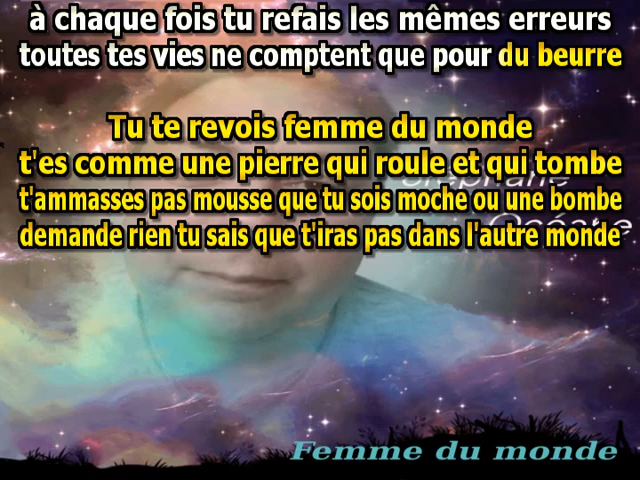 à chaque fois tu refais les mêmes erreurs
toutes tes vies ne comptent que pour du beurre
Tu te revois femme du monde
t'es comme une pierre qui roule et qui tombe
Stéphane
t'ammasses pas mousse que tu sois moche ou une bombe
Océane
demande rien tu sais que t'iras pas dans l'autre monde
Femme du monde